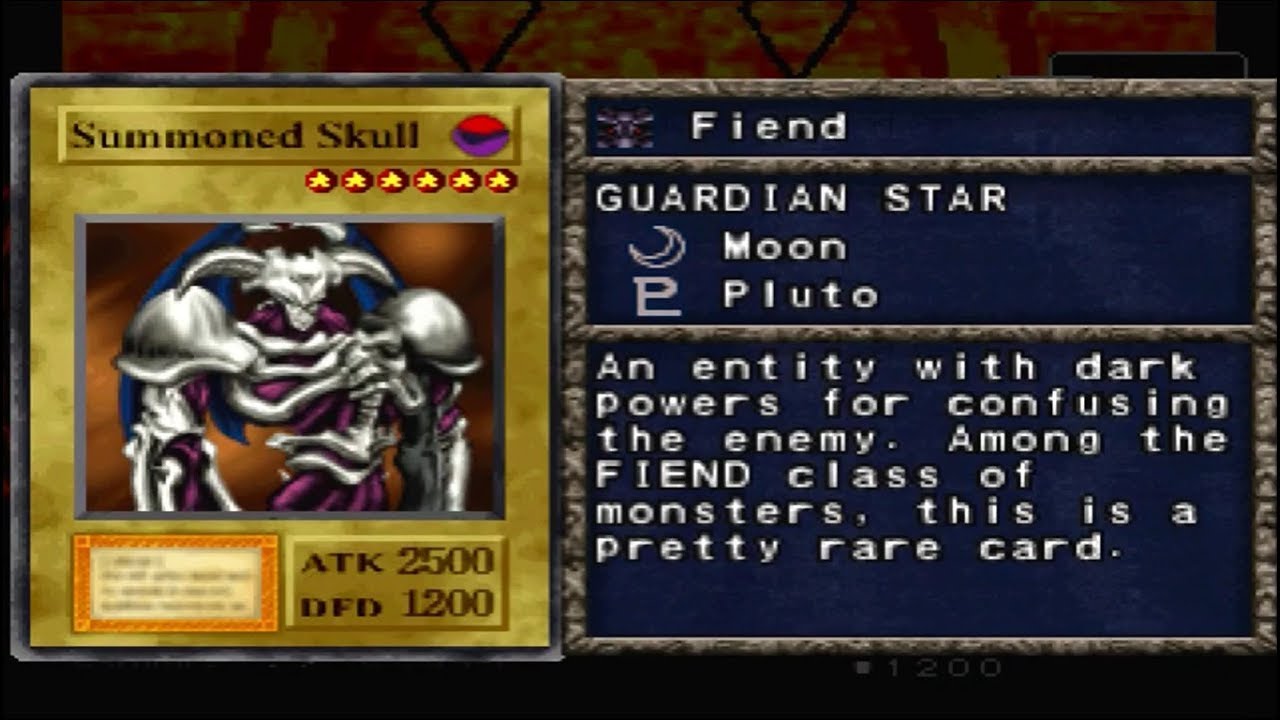 Summoned Skull
ATK 2500
DFD 1200
Fiend
GUARDIAN STAR
Moon
Pluto
An entity with dark
powers for confusing
the enemy. Among the
FIEND class of
monsters, this is a
pretty rare card.
1200